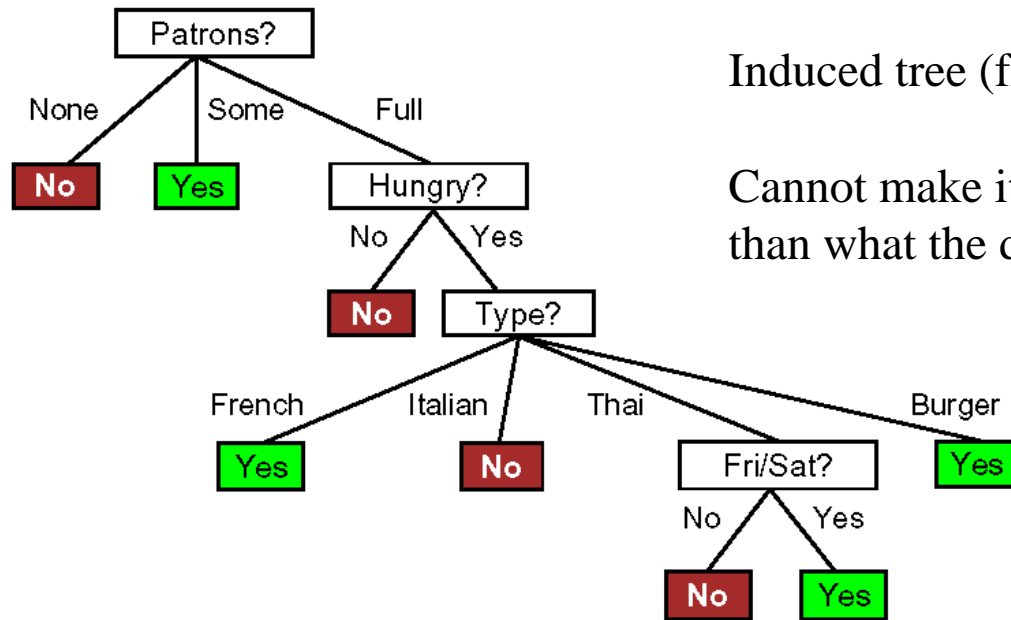 Patrons?
Induced tree (f
None Some Full
Cannot make it
No Yes Hungry?
than what the
No Yes
No Type?
French Italian Thai Burger
Yes No Fri/Sat? Yes
No Yes
No Yes